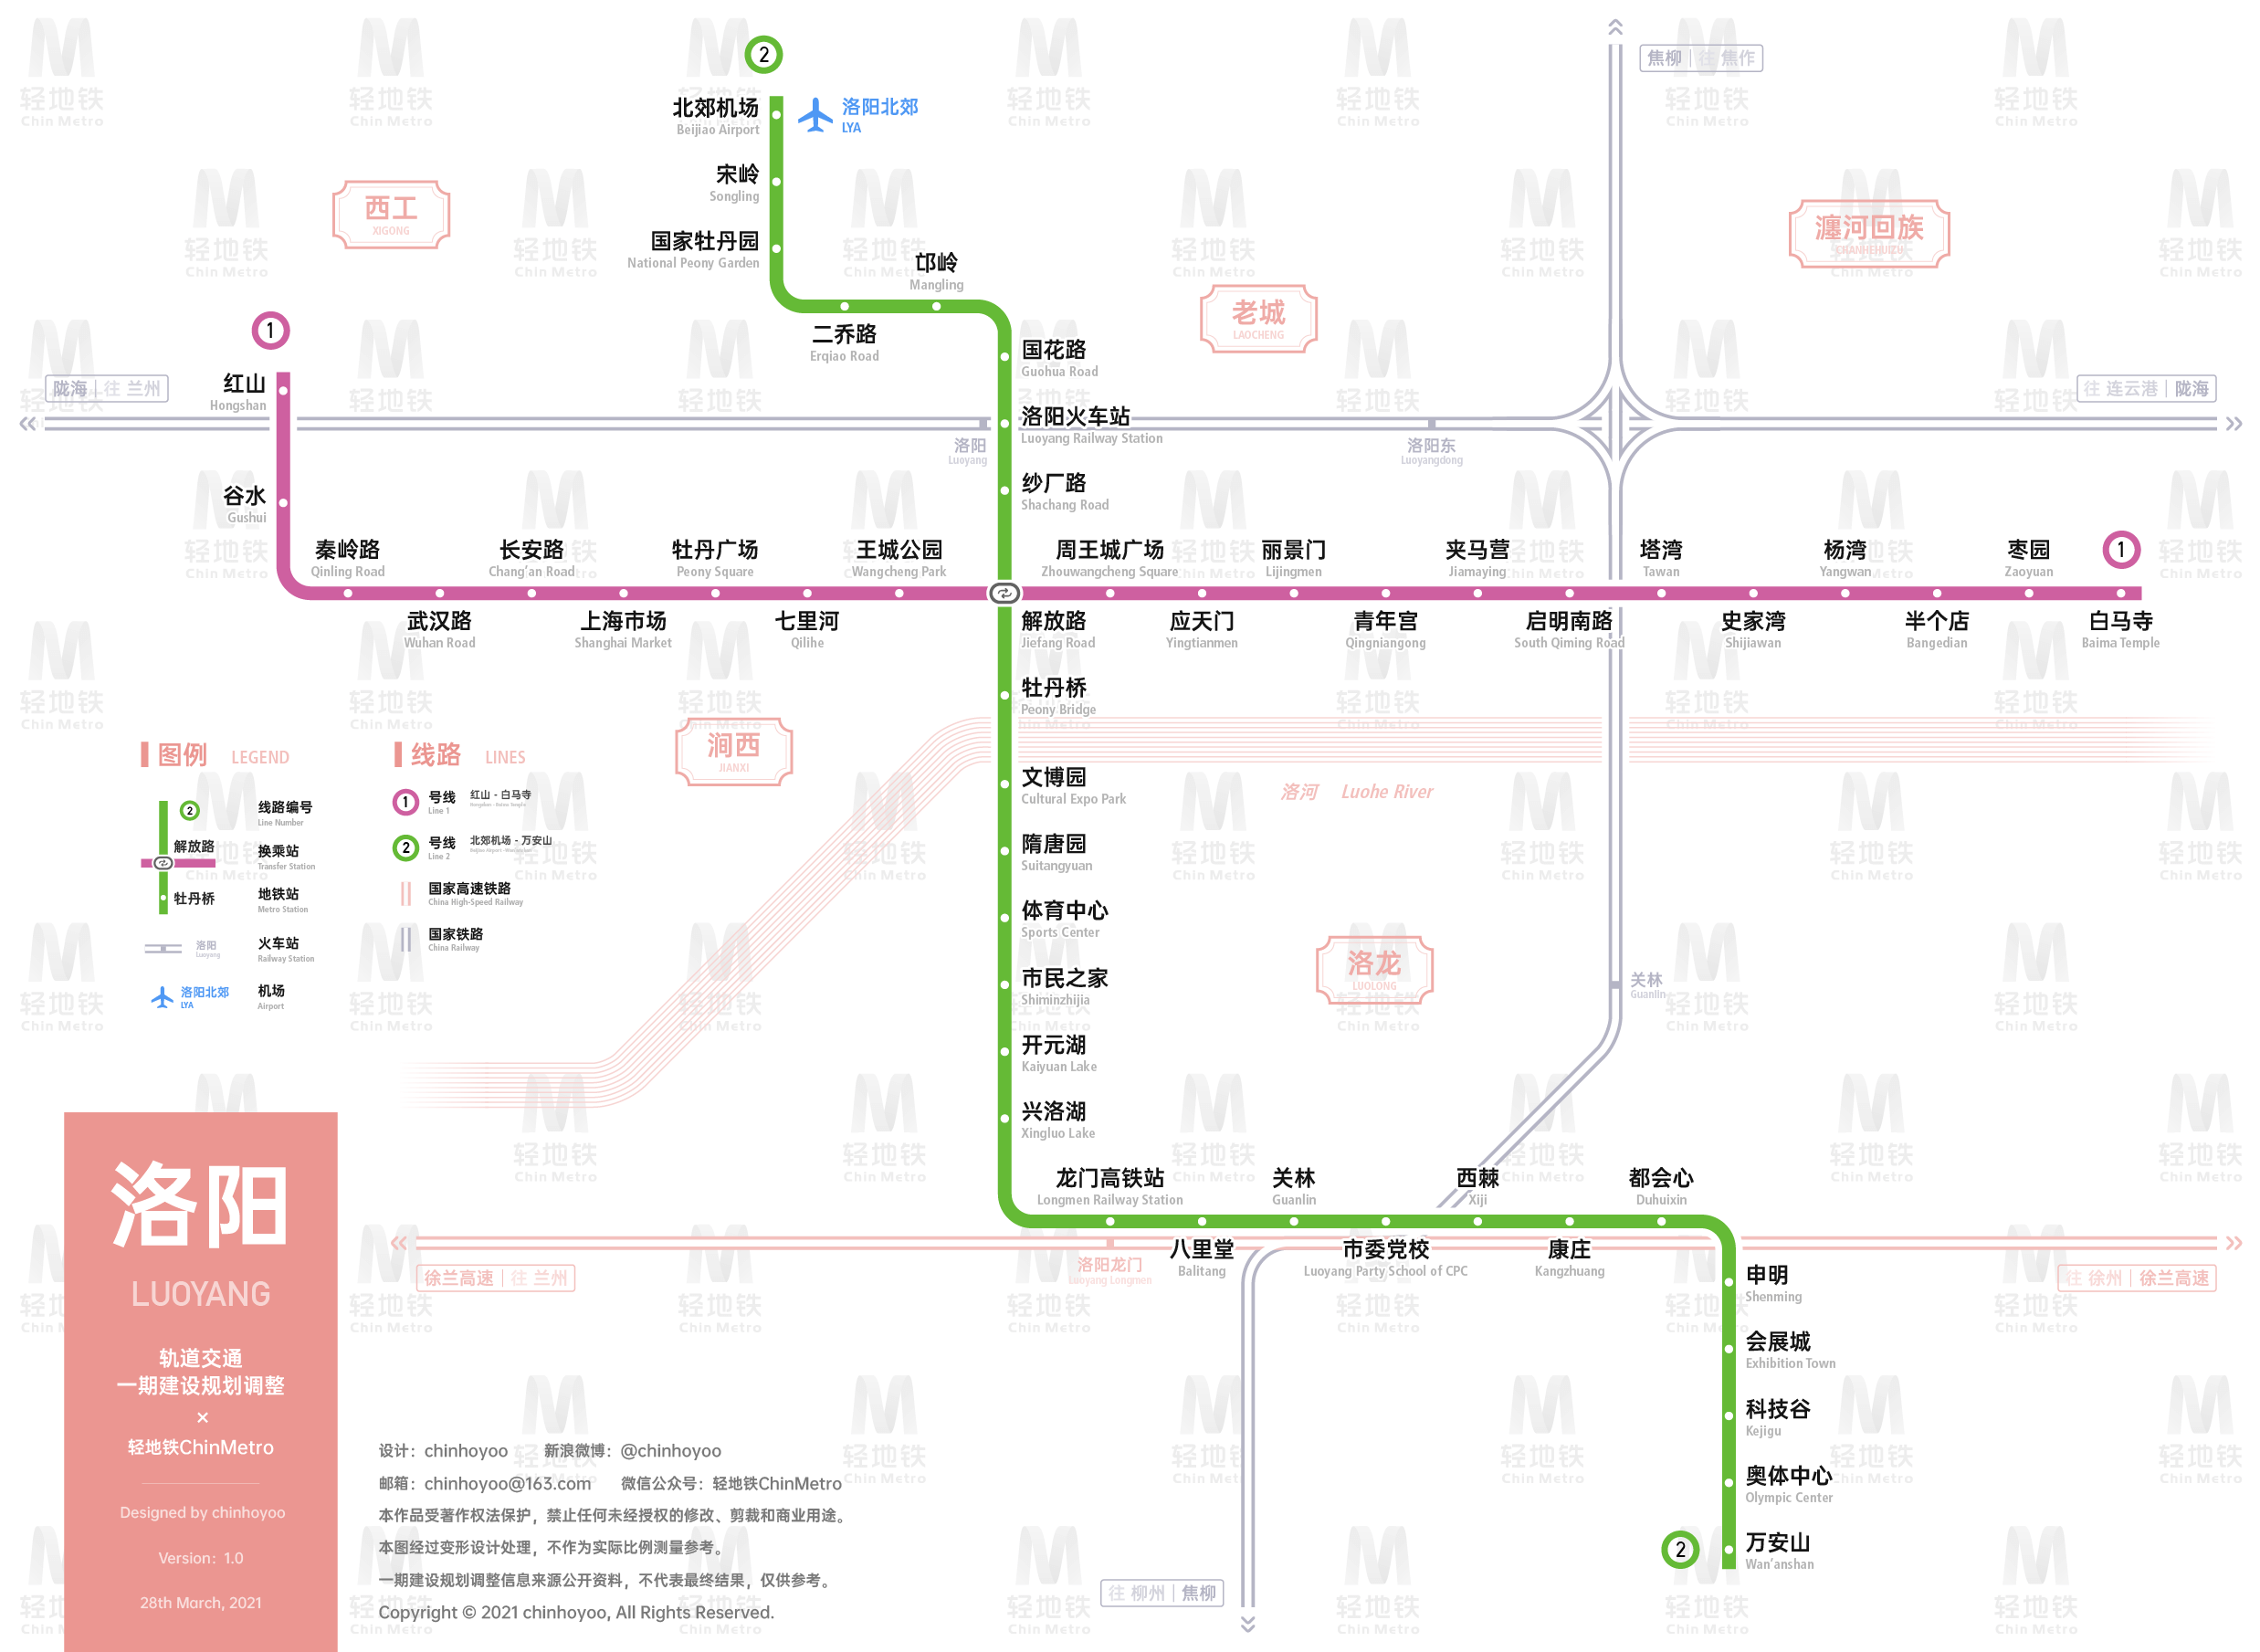 2
北郊机场
Beijiao Airport
洛阳北郊
LYA
宋岭
Songling
国家牡丹园
National Peony Garden
二乔路
Erqiao Road
邙岭
Mangling
国花路
Guohua Road
洛阳火车站
Luoyang Railway Station
纱厂路
Shachang Road
西工
XIGONG
老城
LAOCHENG
瀍河回族
CHANHEHUIZU
焦柳 | 往 焦作
陇海 | 往 兰州
往 连云港 | 陇海
洛阳
Luoyang
洛阳东
Luoyangdong
1
红山
Hongshan
谷水
Gushui
秦岭路
Qinling Road
武汉路
Wuhan Road
长安路
Chang'an Road
上海市场
Shanghai Market
牡丹广场
Peony Square
七里河
Qilihe
王城公园
Wangcheng Park
解放路
Jiefang Road
周王城广场
Zhouwangcheng Square
应天门
Yingtianmen
丽景门
Lijingmen
青年宫
Qingniangong
夹马营
Jiamaying
启明南路
South Qiming Road
塔湾
Tawan
史家湾
Shijiawan
杨湾
Yangwan
半个店
Bangedian
枣园
Zaoyuan
白马寺
Baima Temple
1
牡丹桥
Peony Bridge
文博园
Cultural Expo Park
隋唐园
Suitangyuan
体育中心
Sports Center
市民之家
Shiminzhijia
开元湖
Kaiyuan Lake
兴洛湖
Xingluo Lake
涧西
JIANXI
洛河 Luohe River
洛龙
LUOLONG
关林
Guanlin
龙门高铁站
Longmen Railway Station
八里堂
Balitang
关林
Guanlin
市委党校
Luoyang Party School of CPC
西棘
Xiji
康庄
Kangzhuang
都会心
Duhuixin
申明
Shenming
会展城
Exhibition Town
科技谷
Kejigu
奥体中心
Olympic Center
万安山
Wan'anshan
2
洛阳龙门
Luoyang Longmen
徐兰高速 | 往 兰州
往 徐州 | 徐兰高速
往 柳州 | 焦柳
图例 LEGEND
2
线路编号
Line Number
解放路
换乘站
Transfer Station
牡丹桥
地铁站
Metro Station
洛阳
Luoyang
火车站
Railway Station
洛阳北郊
LYA
机场
Airport
线路 LINES
1 号线 红山 - 白马寺
Line 1
2 号线 北郊机场 - 万安山
Line 2
国家高速铁路
China High-Speed Railway
国家铁路
China Railway
洛阳
LUOYANG
轨道交通
一期建设规划调整
×
轻地铁ChinMetro
Designed by chinhoyoo
Version：1.0
28th March, 2021
设计：chinhoyoo 新浪微博：@chinhoyoo
邮箱：chinhoyoo@163.com 微信公众号：轻地铁ChinMetro
本作品受著作权法保护，禁止任何未经授权的修改、剪裁和商业用途。
本图经过变形设计处理，不作为实际比例测量参考。
一期建设规划调整信息来源公开资料，不代表最终结果，仅供参考。
Copyright © 2021 chinhoyoo, All Rights Reserved.
轻地铁
Chin Metro